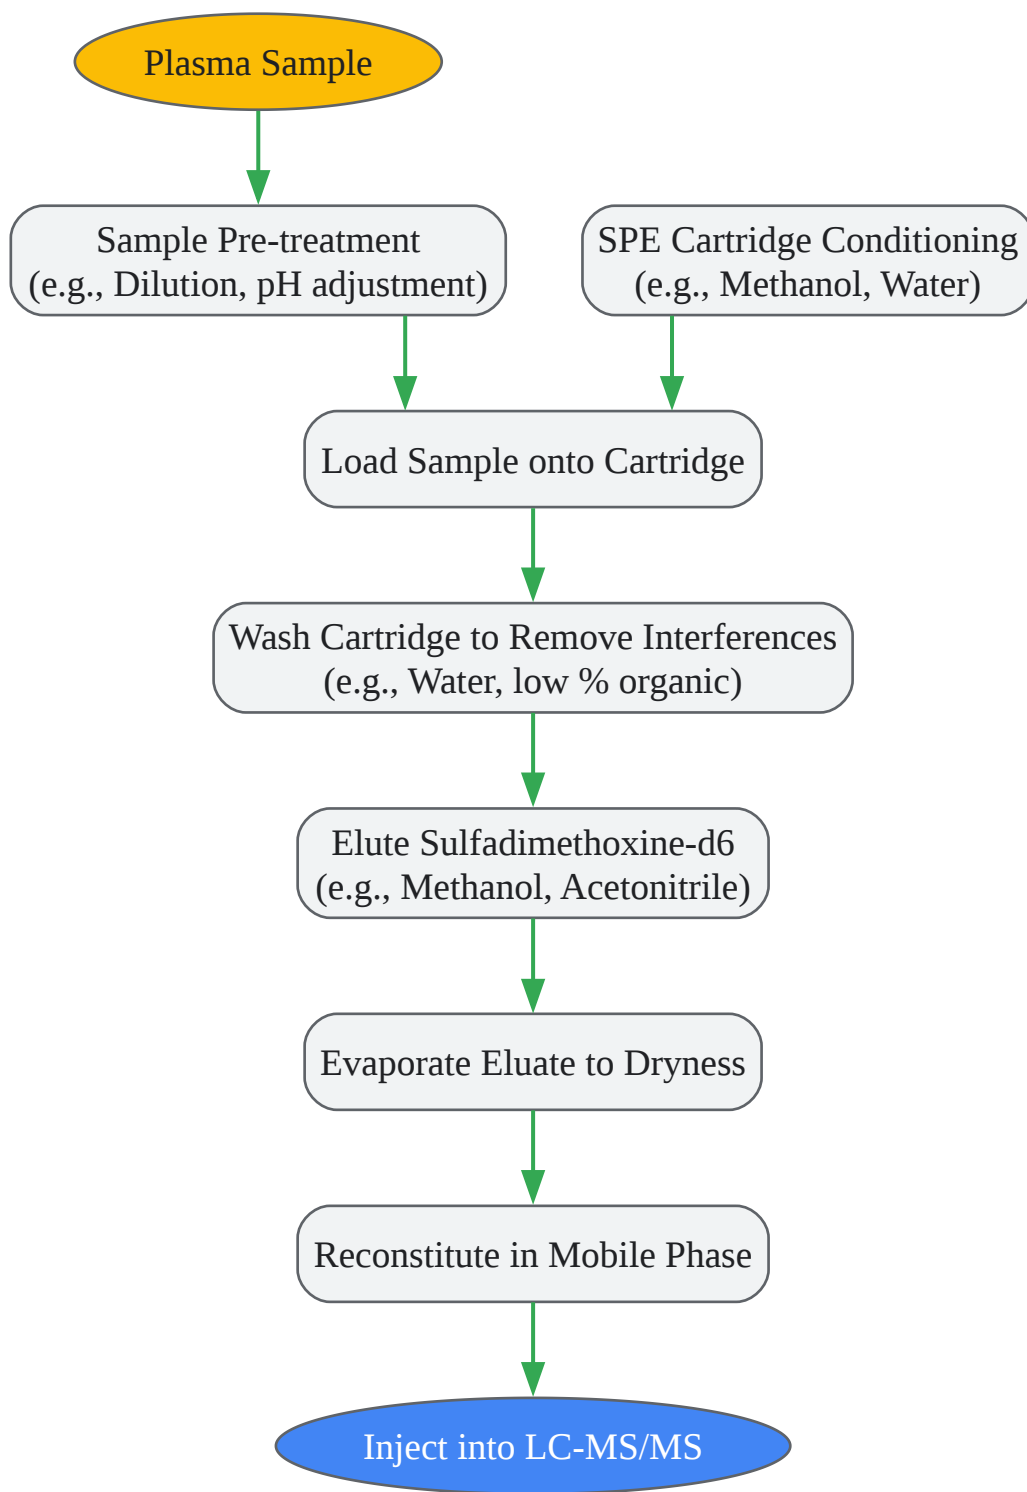 Plasma Sample
Sample Pre-treatment
(e.g., Dilution, pH adjustment)
SPE Cartridge Conditioning
(e.g., Methanol, Water)
Load Sample onto Cartridge
Wash Cartridge to Remove Interferences
(e.g., Water, low % organic)
Elute Sulfadimethoxine-d6
(e.g., Methanol, Acetonitrile)
Evaporate Eluate to Dryness
Reconstitute in Mobile Phase
Inject into LC-MS/MS